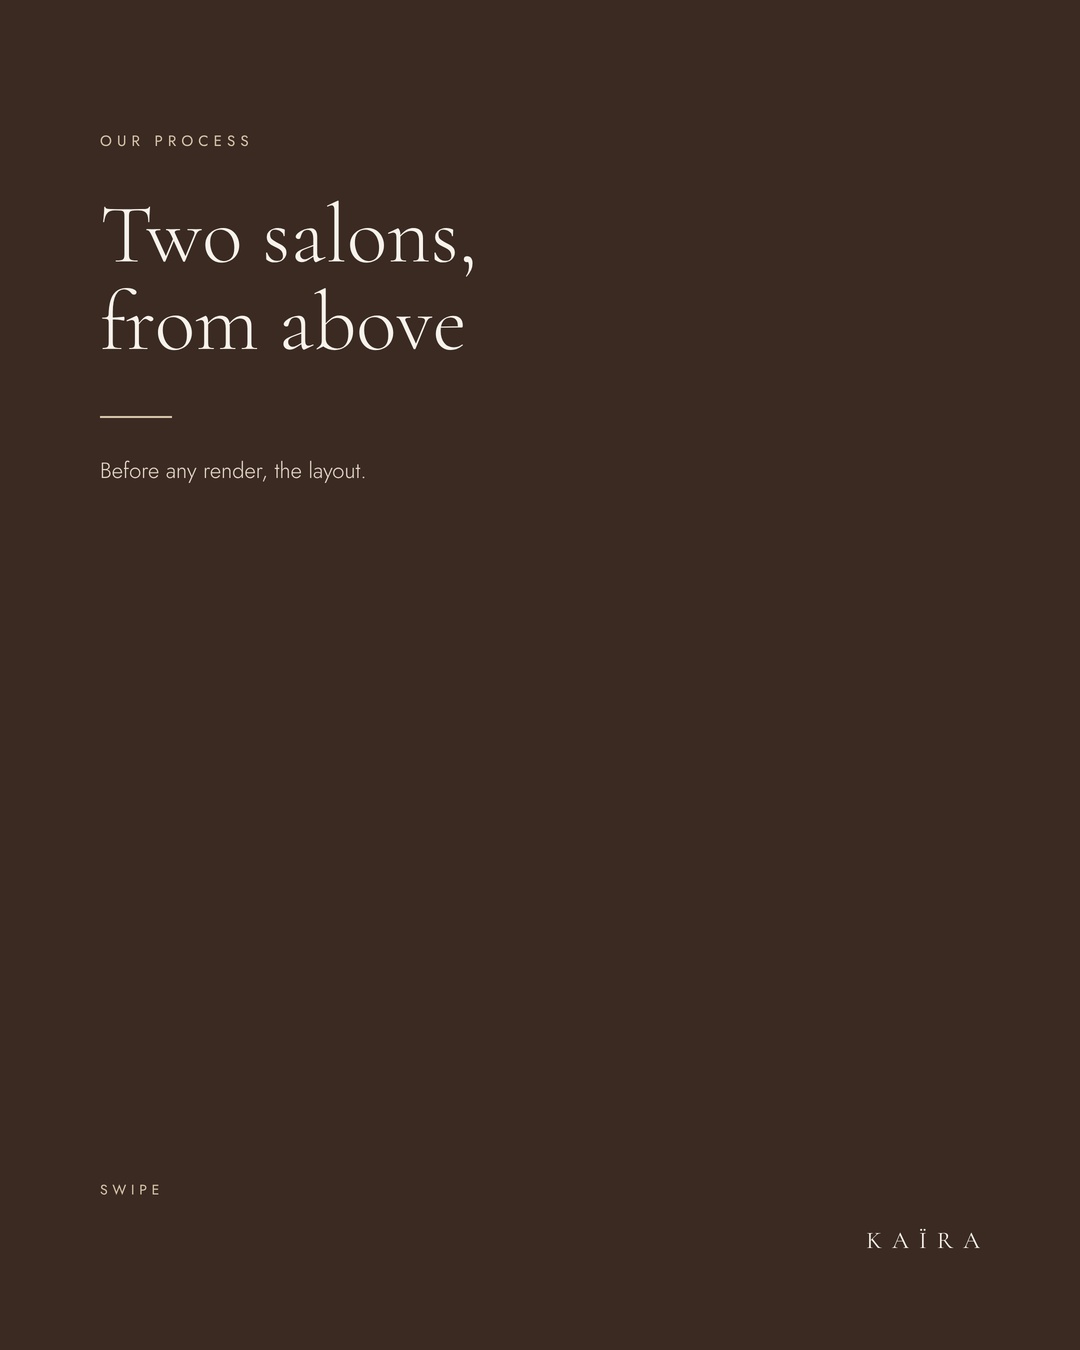 OUR PROCESS
Two salons,
from above
Before any render, the layout.
SWIPE
KAÏRA